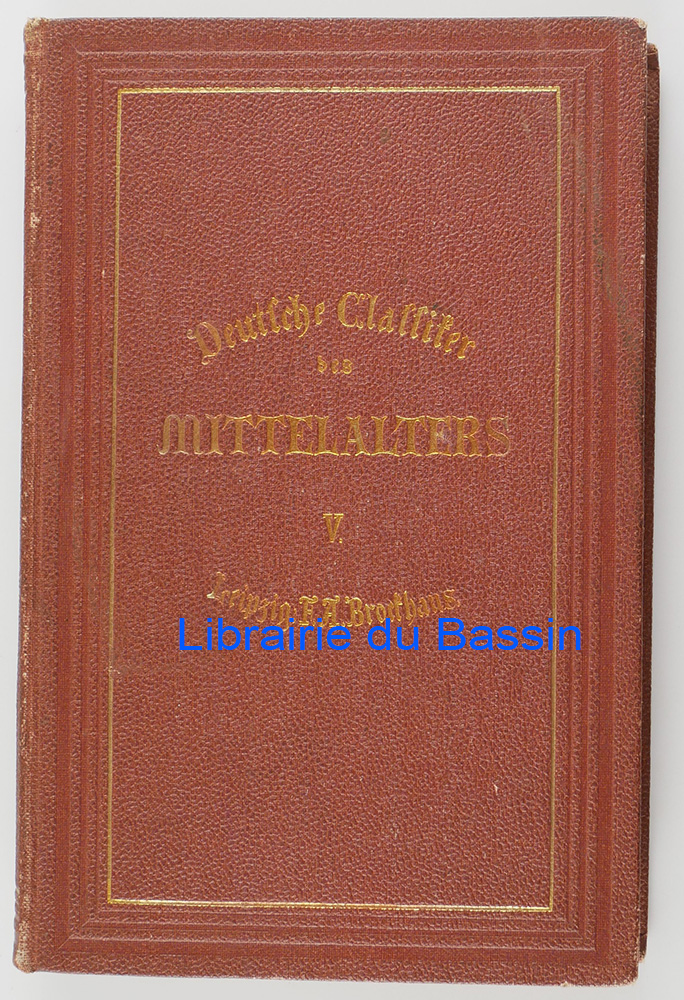 Deutsche Classiker
des
MITTELALTERS
V.
Leipzig, F. A. Brockhaus.
Librairie du Bassin